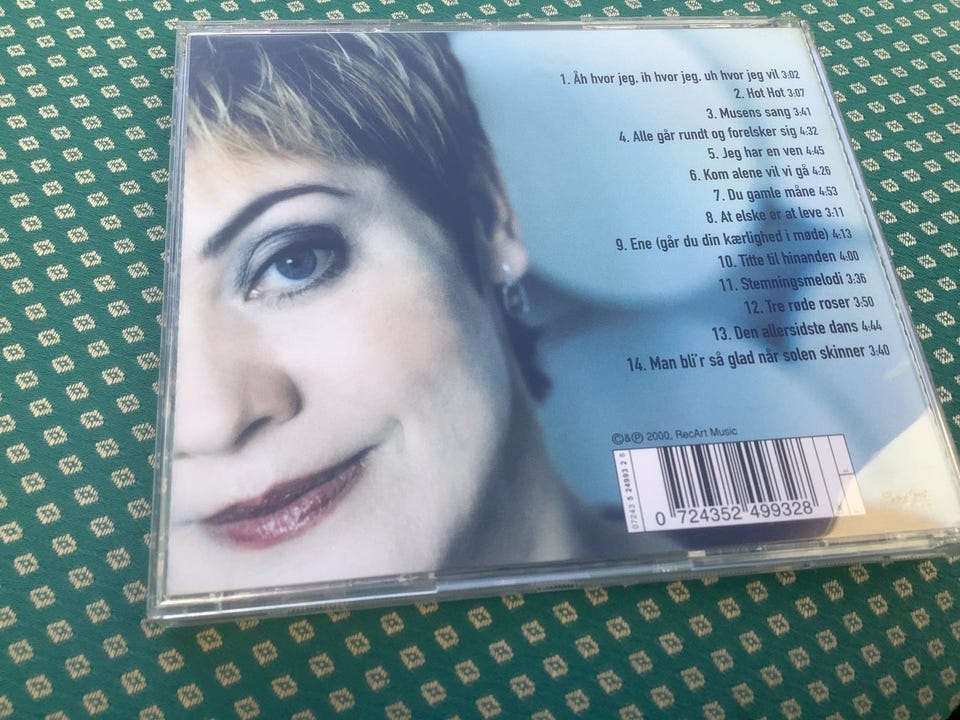 1. Åh hvor jeg, ih hvor jeg, uh hvor jeg vil 3:02
2. Hot Hot 3:07
3. Musens sang 3:41
4. Alle går rundt og forelsker sig 4:32
5. Jeg har en ven 4:45
6. Kom alene vil vi gå 4:26
7. Du gamle måne 4:53
8. At elske er at leve 3:11
9. Ene (går du din kærlighed i møde) 4:13
10. Titte til hinanden 4:00
11. Stemningsmelodi 3:36
12. Tre røde roser 3:50
13. Den allersidste dans 4:44
14. Man bli'r så glad når solen skinner 3:40
©&℗ 2000, RecArt Music
07243 5 24993 2 8
0 724352 499328